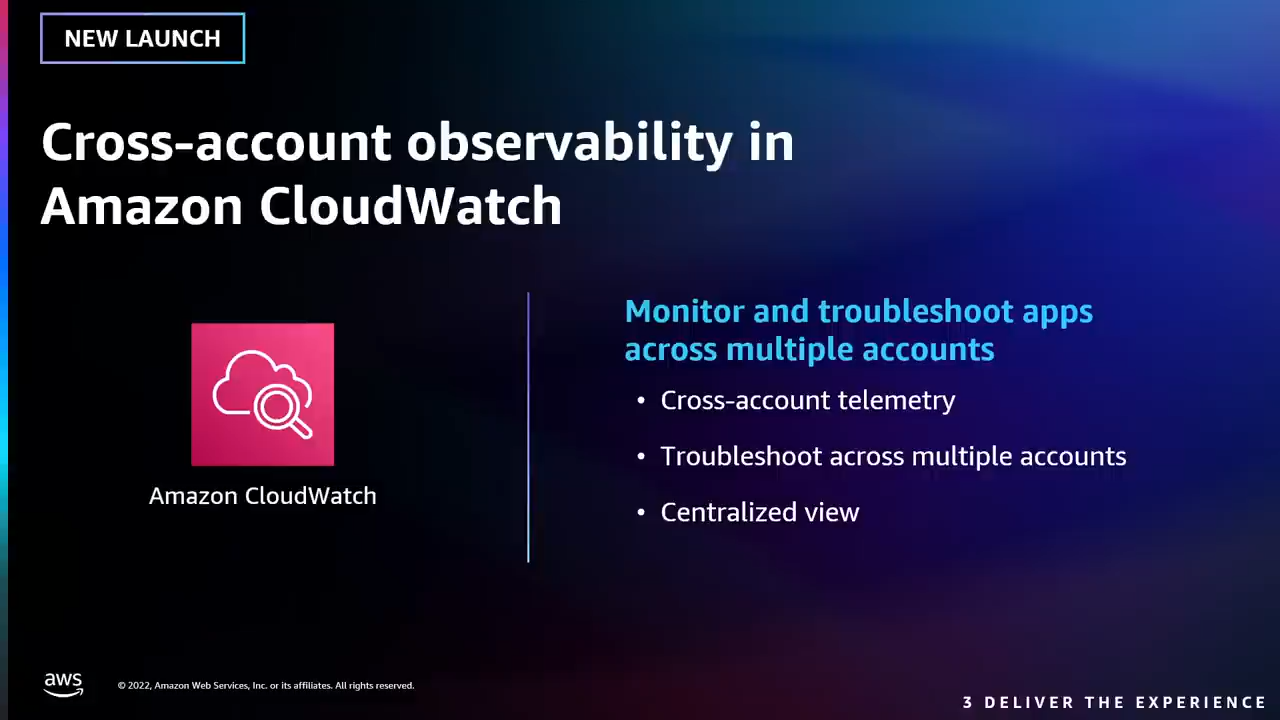 NEW LAUNCH
Cross-account observability in
Amazon CloudWatch
Amazon CloudWatch
Monitor and troubleshoot apps
across multiple accounts
• Cross-account telemetry
• Troubleshoot across multiple accounts
• Centralized view
aws
© 2022, Amazon Web Services, Inc. or its affiliates. All rights reserved.
3 DELIVER THE EXPERIENCE